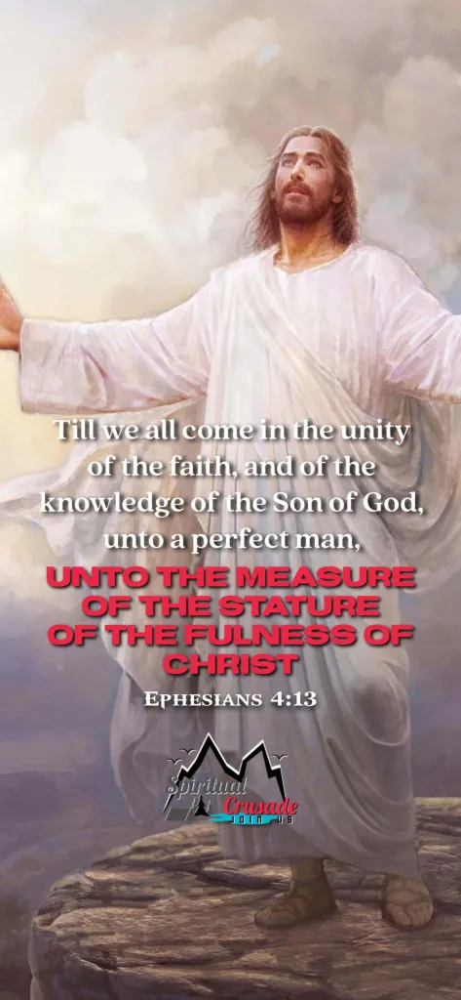 Till we all come in the unity
of the faith, and of the
knowledge of the Son of God,
unto a perfect man,
UNTO THE MEASURE
OF THE STATURE
OF THE FULNESS OF
CHRIST
EPHESIANS 4:13
Spiritual
Crusade
JOIN US